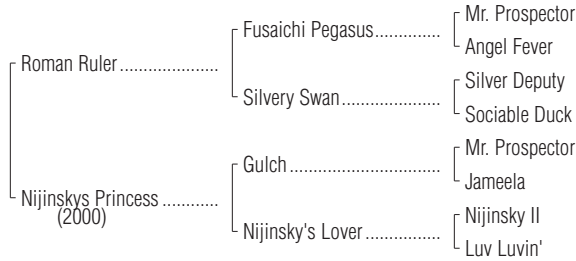 Mr. Prospector
Fusaichi Pegasus..............
Angel Fever
Roman Ruler.....................
Silver Deputy
Silvery Swan.....................
Sociable Duck
Mr. Prospector
Gulch................................
Jameela
Nijinskys Princess ............
(2000)
Nijinsky II
Nijinsky's Lover................
Luv Luvin'